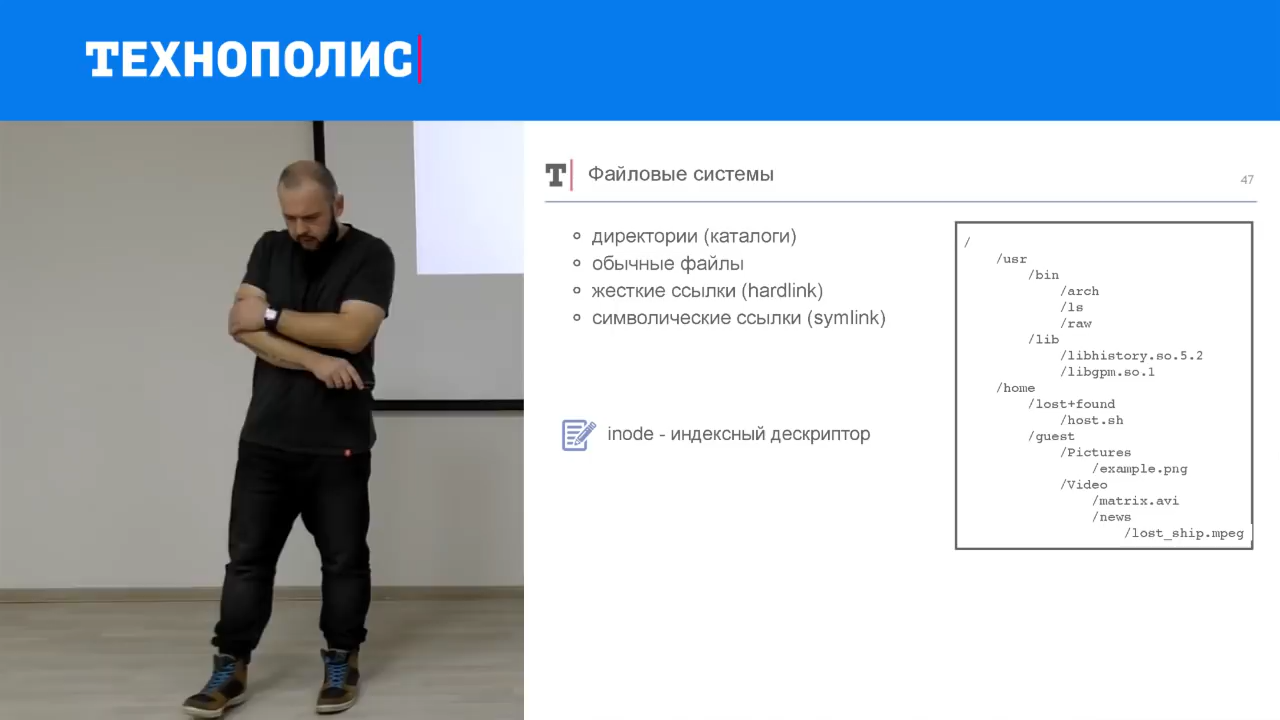 ТЕХНОПОЛИС
T
Файловые системы
47
директории (каталоги)
обычные файлы
жесткие ссылки (hardlink)
символические ссылки (symlink)
inode - индексный дескриптор
/
/usr
/bin
/arch
/ls
/raw
/lib
/libhistory.so.5.2
/libgpm.so.1
/home
/lost+found
/host.sh
/guest
/Pictures
/example.png
/Video
/matrix.avi
/news
/lost_ship.mpeg